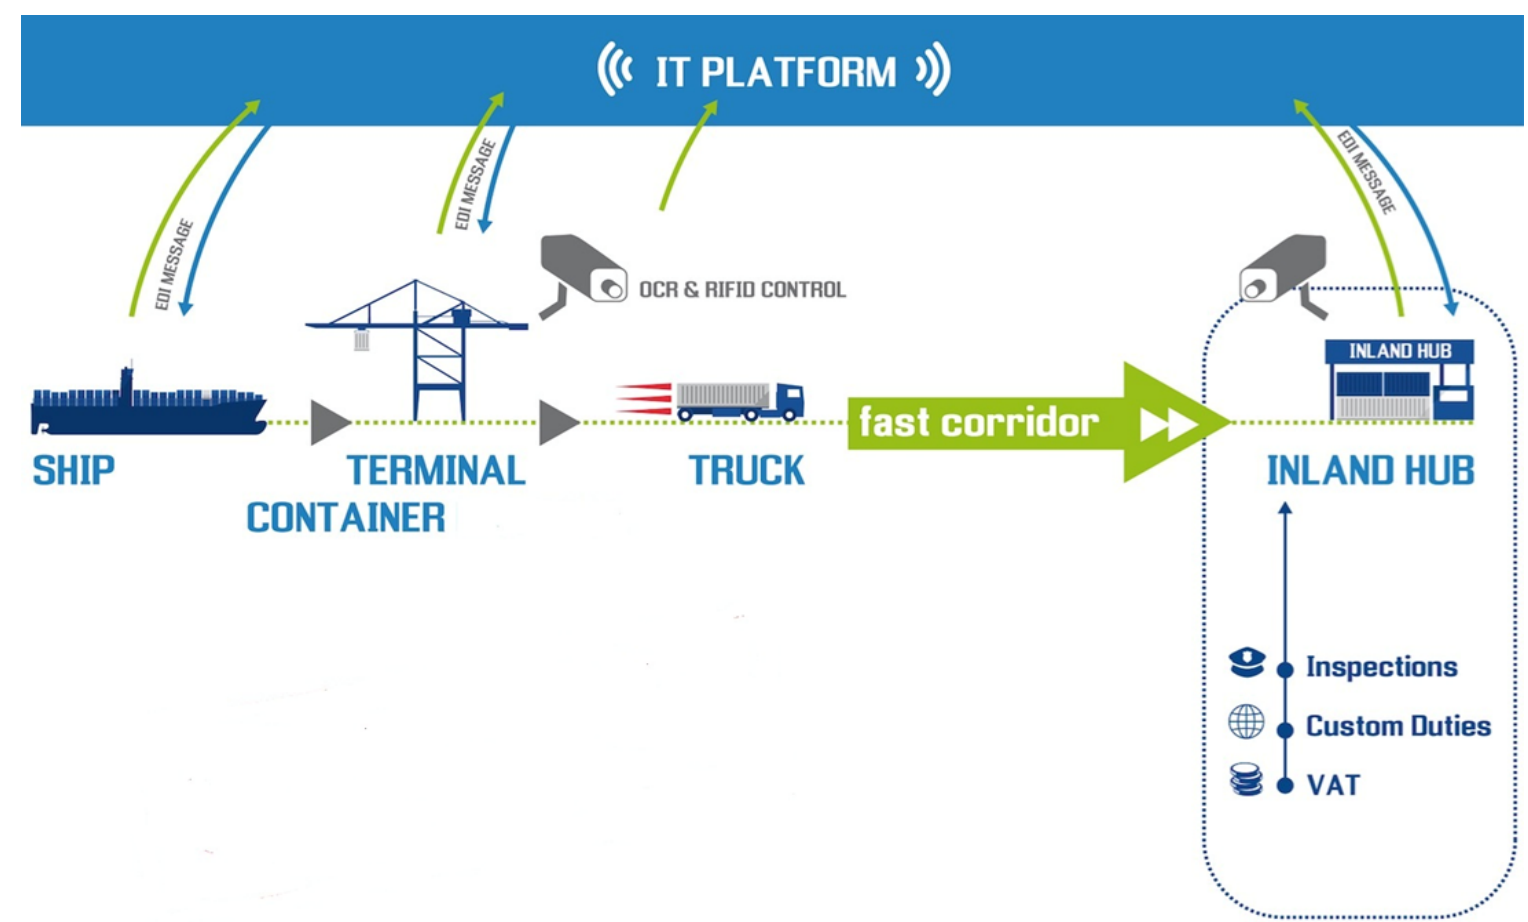 IT PLATFORM
EDI MESSAGE
EDI MESSAGE
EDI MESSAGE
OCR & RIFID CONTROL
INLAND HUB
fast corridor
SHIP
TERMINAL
CONTAINER
TRUCK
INLAND HUB
Inspections
Custom Duties
VAT